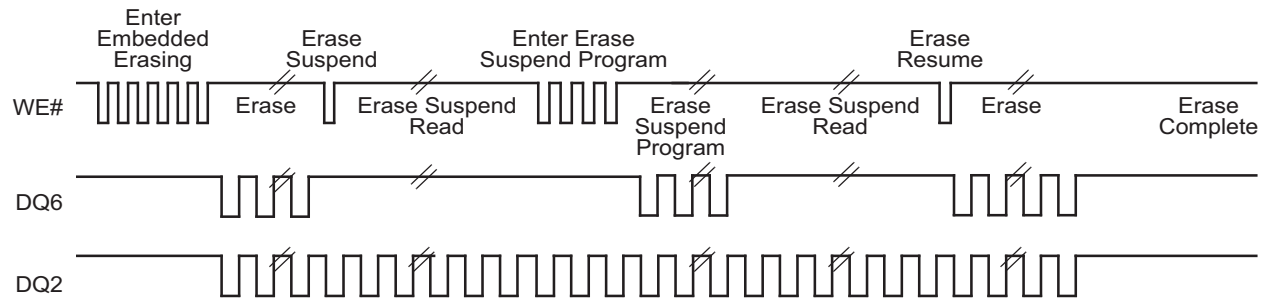 Enter
Embedded
Erasing
Erase
Suspend
Enter Erase
Suspend Program
Erase
Resume
WE#
Erase
Erase Suspend
Read
Erase
Suspend
Program
Erase Suspend
Read
Erase
Erase
Complete
DQ6
DQ2